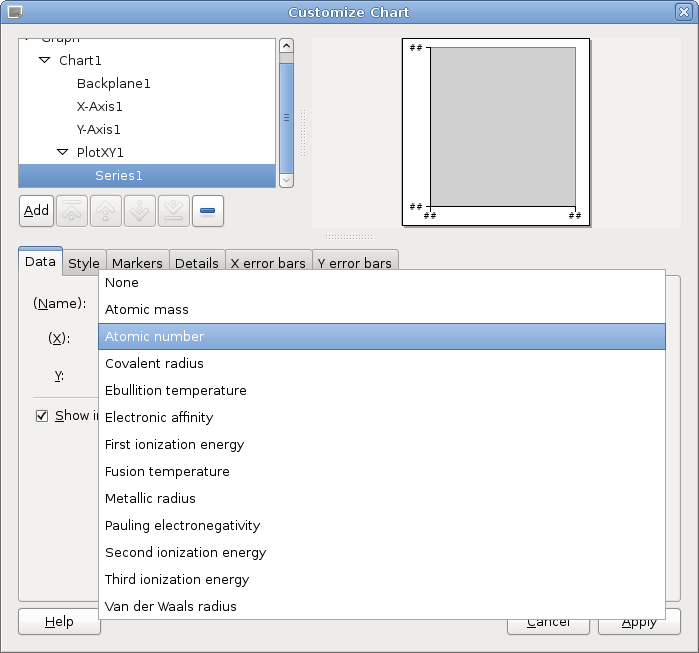 Customize Chart
Graph
Chart1
Backplane1
X-Axis1
Y-Axis1
PlotXY1
Series1
##
##
## ##
Add
Data Style Markers Details X error bars Y error bars
(Name):
(X):
Y:
Show in
None
Atomic mass
Atomic number
Covalent radius
Ebullition temperature
Electronic affinity
First ionization energy
Fusion temperature
Metallic radius
Pauling electronegativity
Second ionization energy
Third ionization energy
Van der Waals radius
Help Cancel Apply